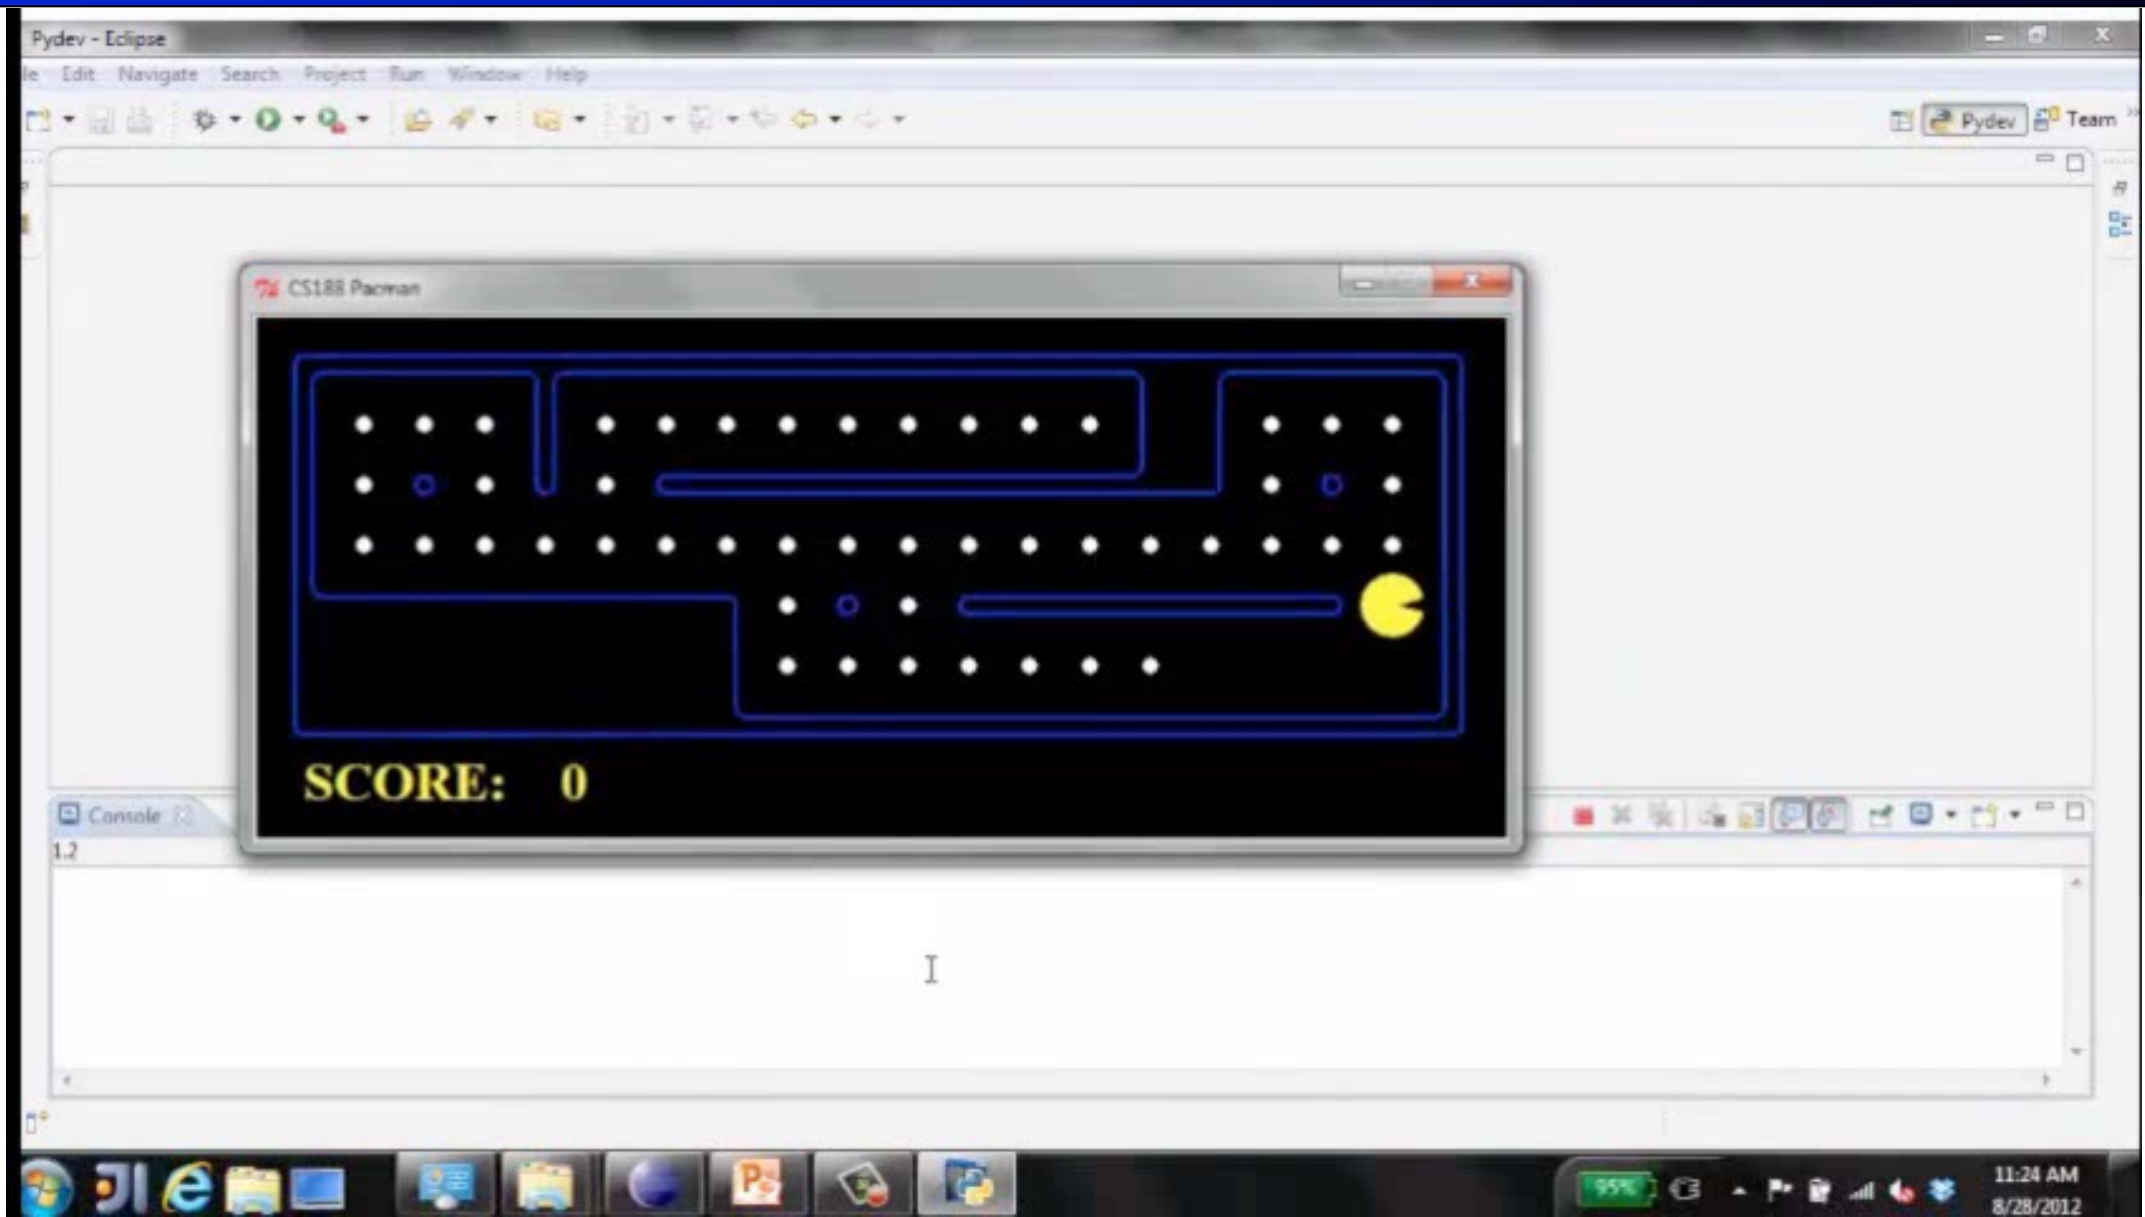 Pydev - Eclipse
le Edit Navigate Search Project Run Window Help
Pydev Team
CS188 Pacman
SCORE: 0
Console
1.2
95%
11:24 AM
8/28/2012